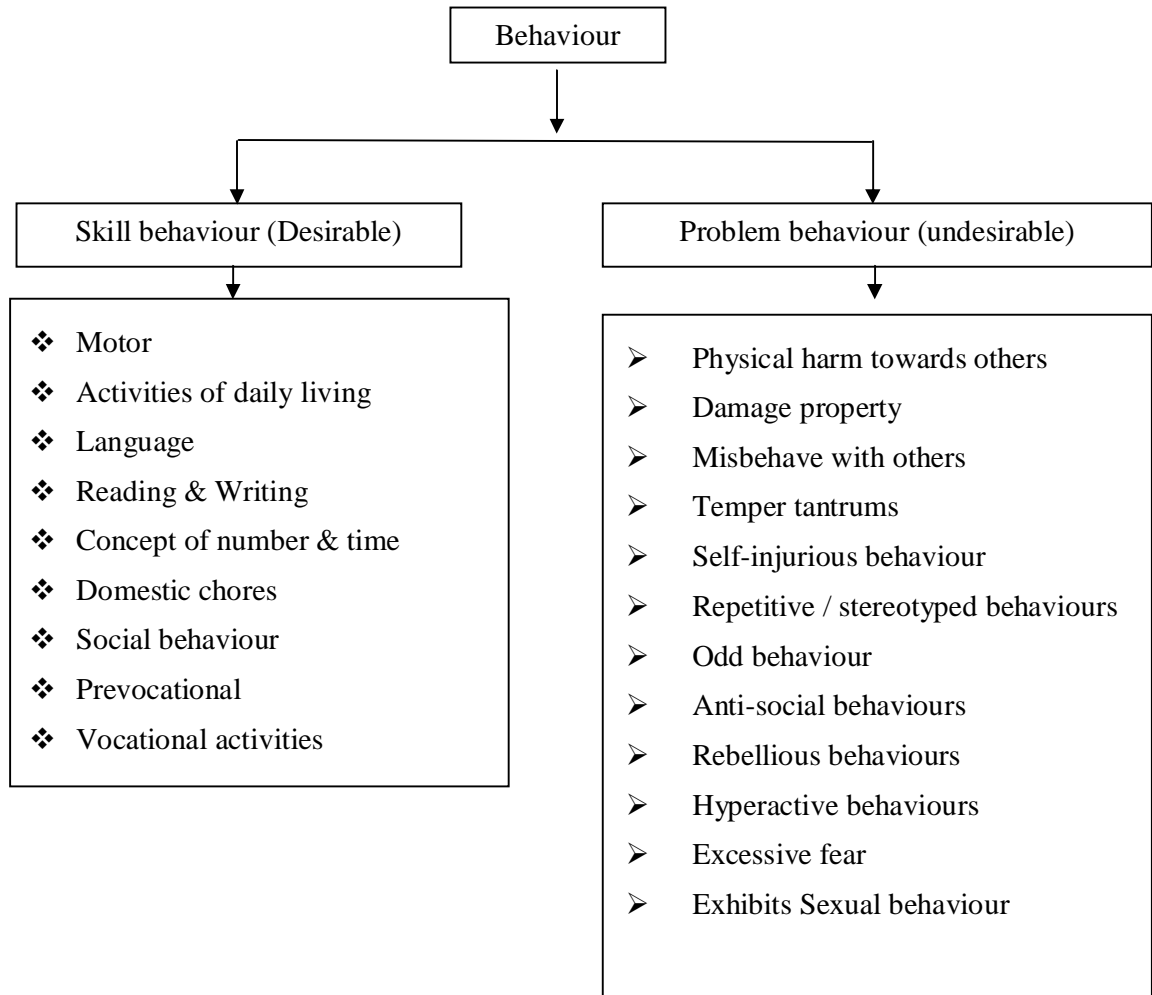 Behaviour
Skill behaviour (Desirable)
❖ Motor
❖ Activities of daily living
❖ Language
❖ Reading & Writing
❖ Concept of number & time
❖ Domestic chores
❖ Social behaviour
❖ Prevocational
❖ Vocational activities
Problem behaviour (undesirable)
➢ Physical harm towards others
➢ Damage property
➢ Misbehave with others
➢ Temper tantrums
➢ Self-injurious behaviour
➢ Repetitive / stereotyped behaviours
➢ Odd behaviour
➢ Anti-social behaviours
➢ Rebellious behaviours
➢ Hyperactive behaviours
➢ Excessive fear
➢ Exhibits Sexual behaviour